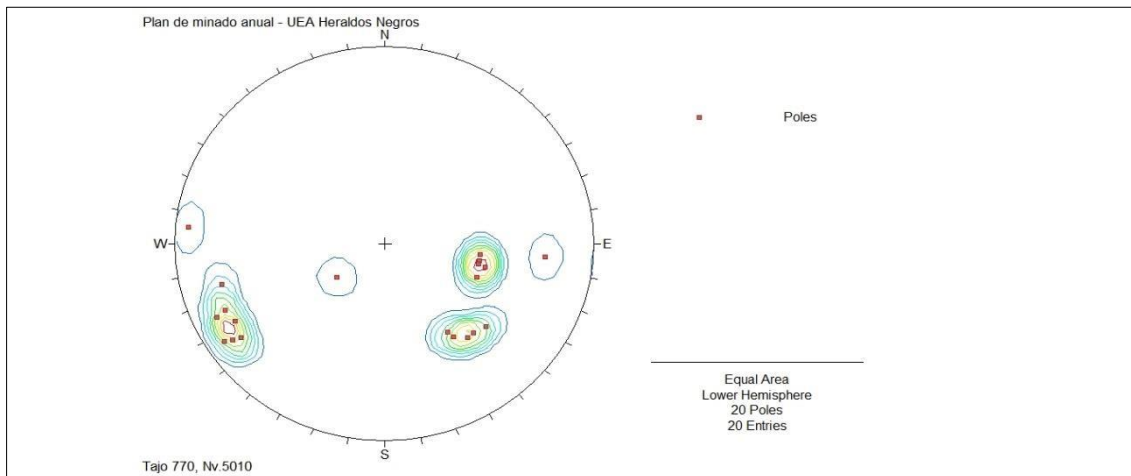 Plan de minado anual - UEA Heraldos Negros
N
Poles
W
E
Equal Area
Lower Hemisphere
20 Poles
20 Entries
S
Tajo 770, Nv.5010